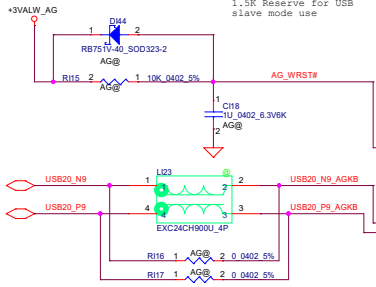 1.5K Reserve for USB
slave mode use
+3VALW_AG
DI44
1 2
RB751V-40_SOD323-2
AG@
RI15 2 1 10K_0402_5%
AG@
AG_WRST#
1
CI18
1U_0402_6.3V6K
AG@
2
LI23 @
USB20_N9 1 1 2 2 USB20_N9_AGKB
USB20_P9 4 4 3 3 USB20_P9_AGKB
EXC24CH900U_4P
RI16 1 AG@ 2 0_0402_5%
RI17 1 AG@ 2 0_0402_5%